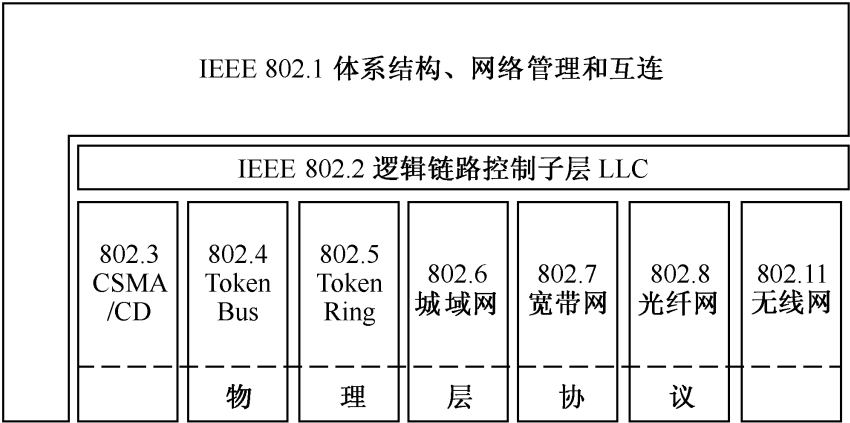 IEEE 802.1 体系结构、网络管理和互连
IEEE 802.2 逻辑链路控制子层 LLC
802.3
CSMA
/CD
802.4
Token
Bus
802.5
Token
Ring
802.6
城域网
802.7
宽带网
802.8
光纤网
802.11
无线网
物 理 层 协 议